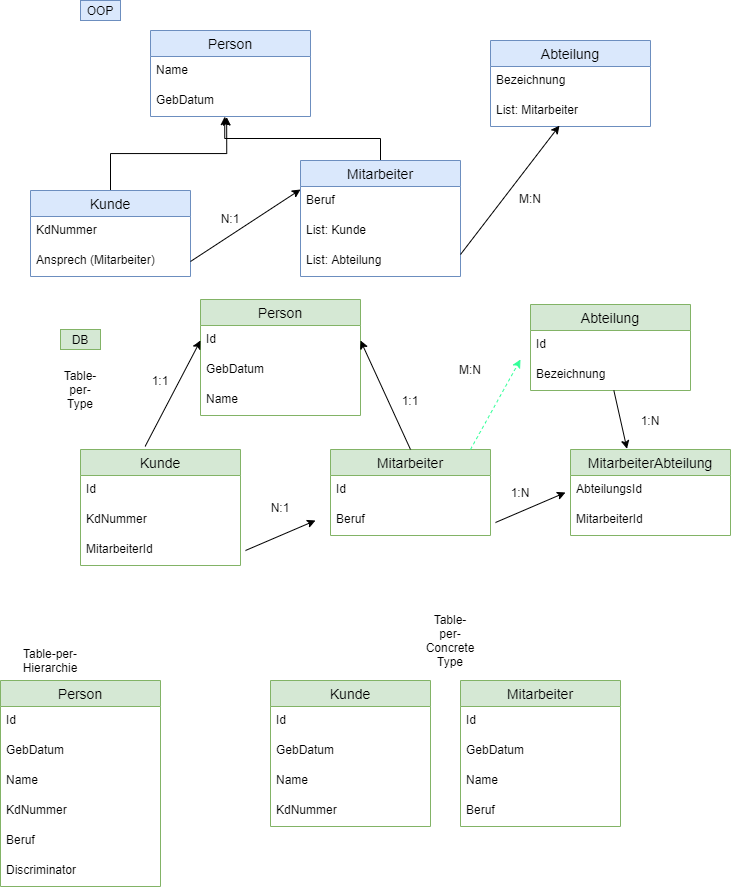 OOP
Person
Name
GebDatum
Abteilung
Bezeichnung
List: Mitarbeiter
Kunde
KdNummer
Ansprech (Mitarbeiter)
N:1
Mitarbeiter
Beruf
List: Kunde
List: Abteilung
M:N
DB
Table-
per-
Type
Person
Id
GebDatum
Name
Abteilung
Id
Bezeichnung
1:1
1:1
M:N
1:N
Kunde
Id
KdNummer
MitarbeiterId
N:1
Mitarbeiter
Id
Beruf
1:N
MitarbeiterAbteilung
AbteilungsId
MitarbeiterId
Table-per-
Hierarchie
Person
Id
GebDatum
Name
KdNummer
Beruf
Discriminator
Table-
per-
Concrete
Type
Kunde
Id
GebDatum
Name
KdNummer
Mitarbeiter
Id
GebDatum
Name
Beruf